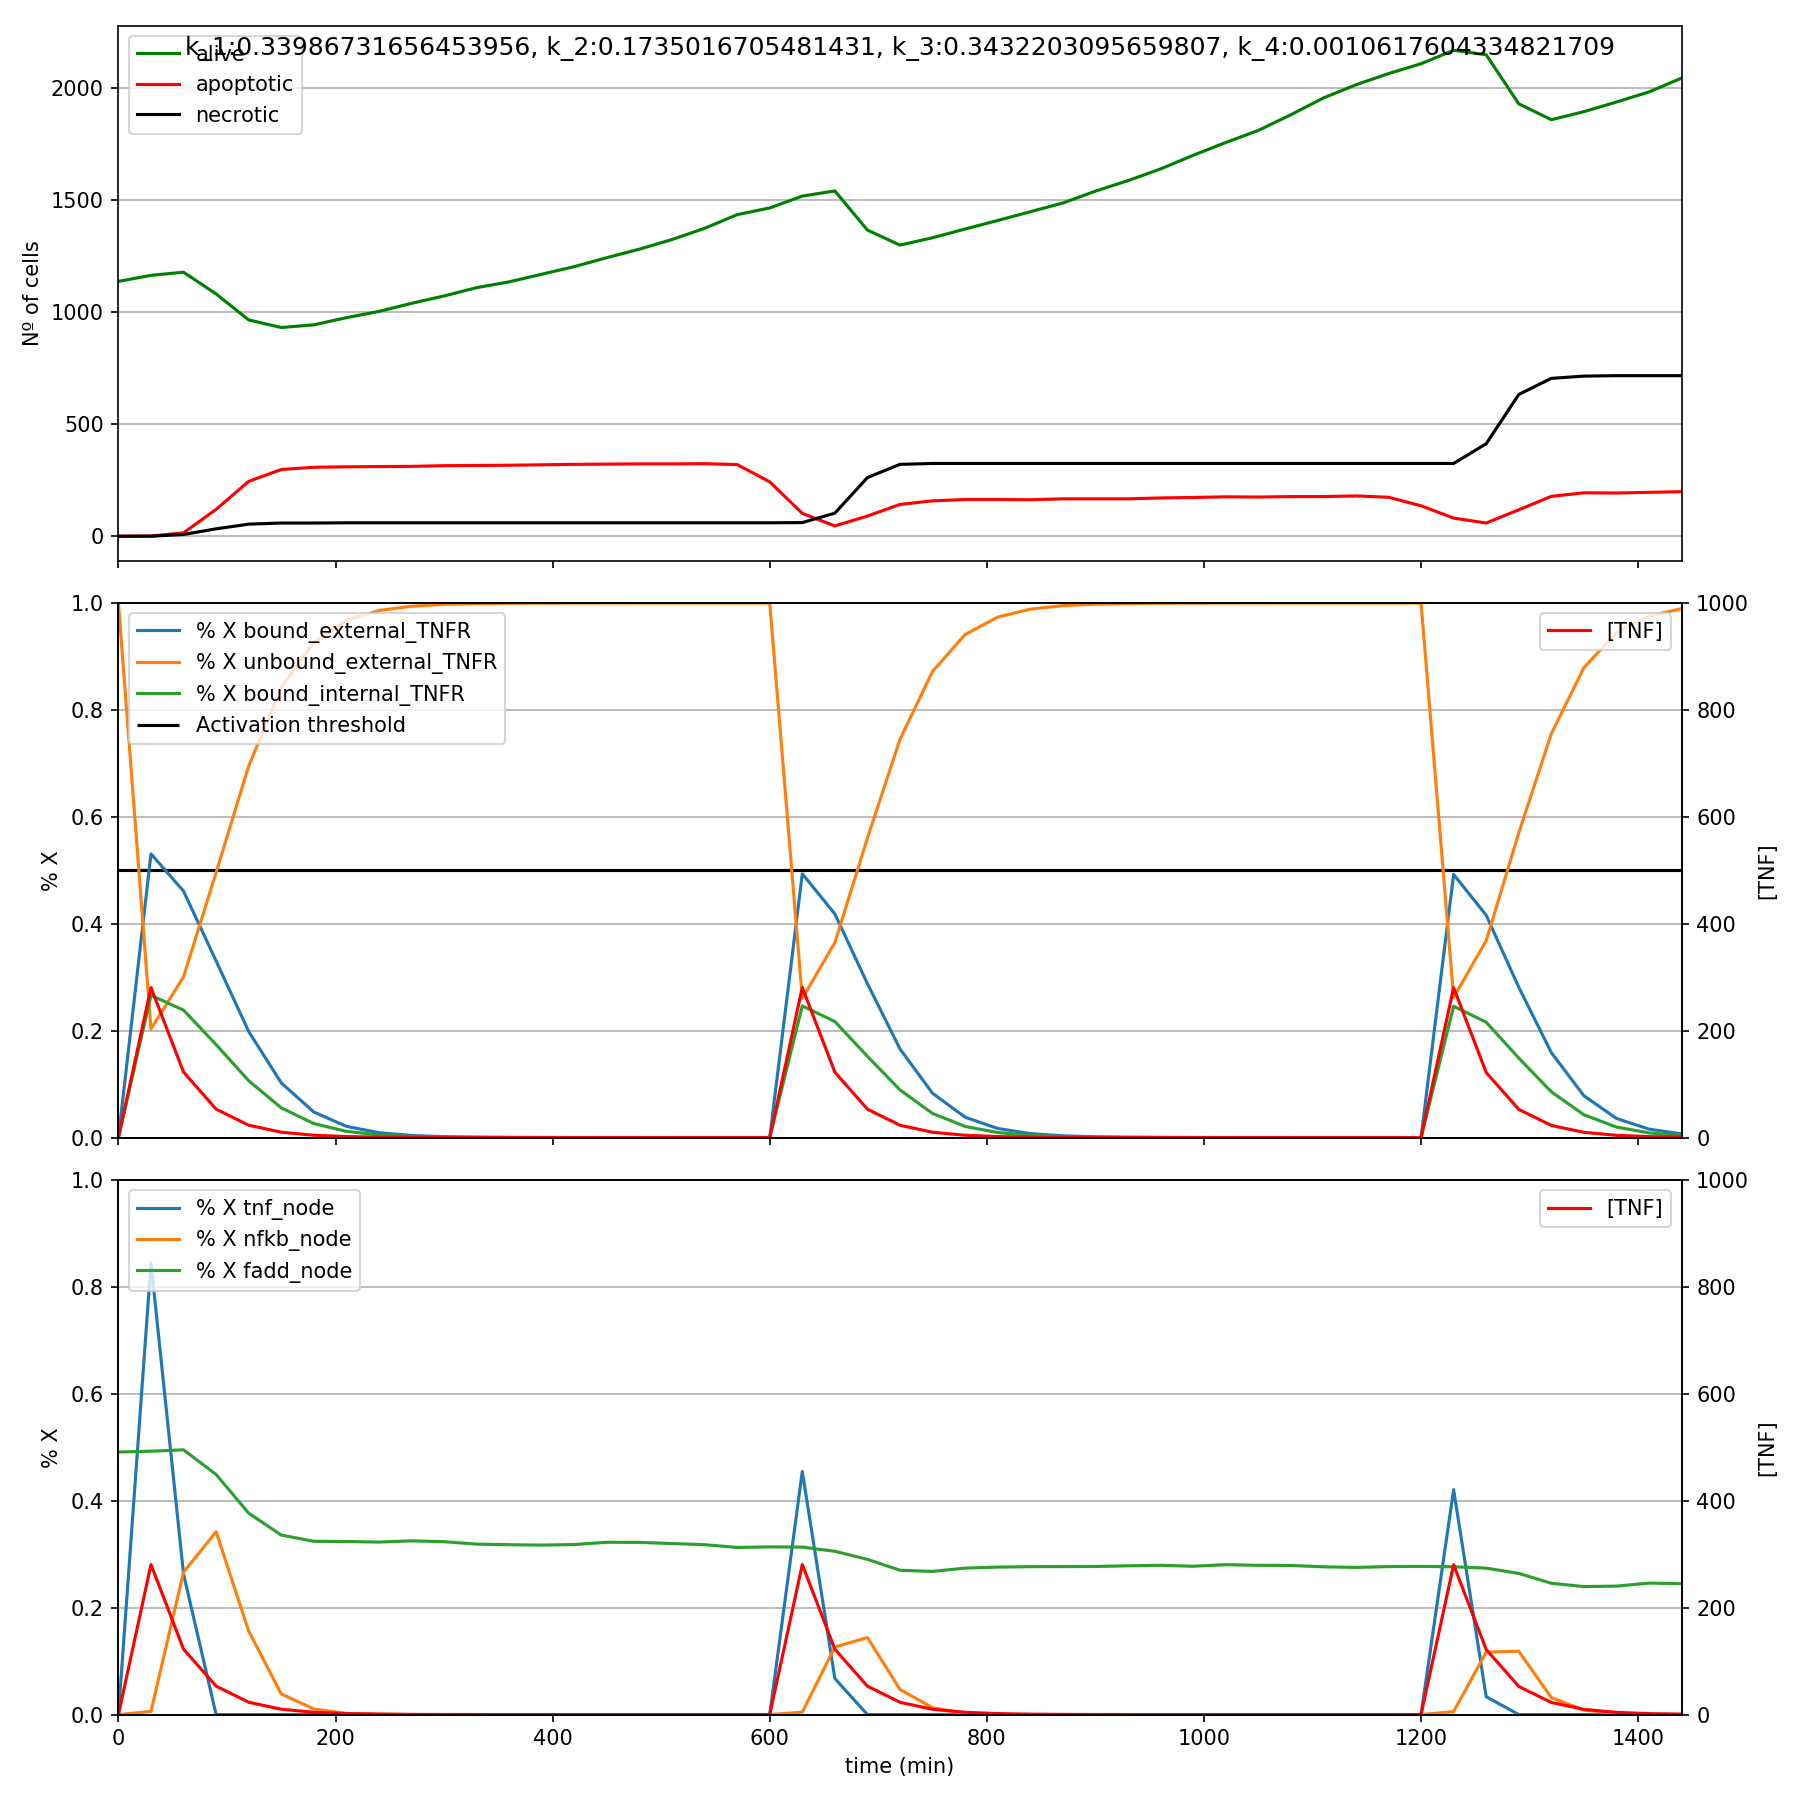 k_1:0.33986731656453956, k_2:0.1735016705481431, k_3:0.3432203095659807, k_4:0.0010617604334821709
alive
apoptotic
necrotic
2000
1500
1000
500
0
Nº of cells
1.0
0.8
0.6
0.4
0.2
0.0
% X
% X bound_external_TNFR
% X unbound_external_TNFR
% X bound_internal_TNFR
Activation threshold
[TNF]
1000
800
600
400
200
0
[TNF]
1.0
0.8
0.6
0.4
0.2
0.0
% X
% X tnf_node
% X nfkb_node
% X fadd_node
[TNF]
1000
800
600
400
200
0
[TNF]
0 200 400 600 800 1000 1200 1400
time (min)